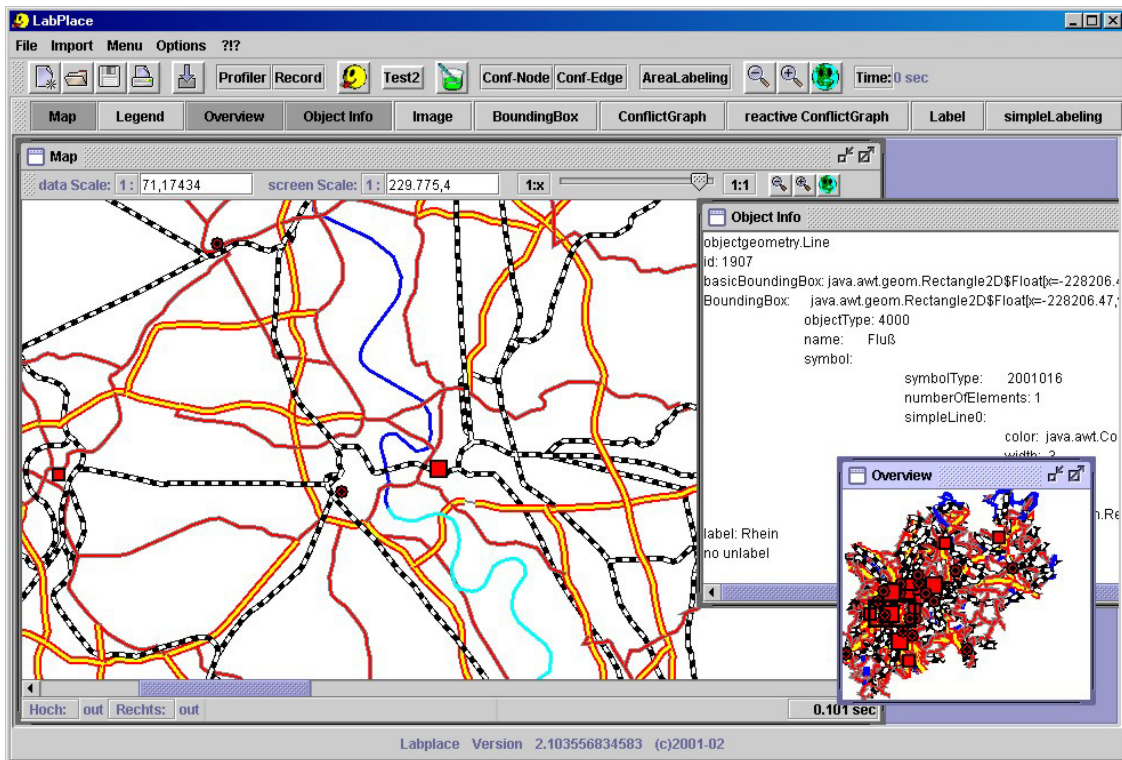 LabPlace
File Import Menu Options ?!?
Profiler Record Test2 Conf-Node Conf-Edge AreaLabeling Time: 0 sec
Map Legend Overview Object Info Image BoundingBox ConflictGraph reactive ConflictGraph Label simpleLabeling
Map
data Scale: 1 : 71,17434 screen Scale: 1 : 229.775,4 1:x 1:1
Object Info
objectgeometry.Line
id: 1907
basicBoundingBox: java.awt.geom.Rectangle2D$Float[x=-228206.4
BoundingBox: java.awt.geom.Rectangle2D$Float[x=-228206.47,
objectType: 4000
name: Fluß
symbol:
symbolType: 2001016
numberOfElements: 1
simpleLine0:
color: java.awt.Co
width: 3
label: Rhein
no unlabel
Overview
Hoch: out Rechts: out 0.101 sec
Labplace Version 2.103556834583 (c)2001-02